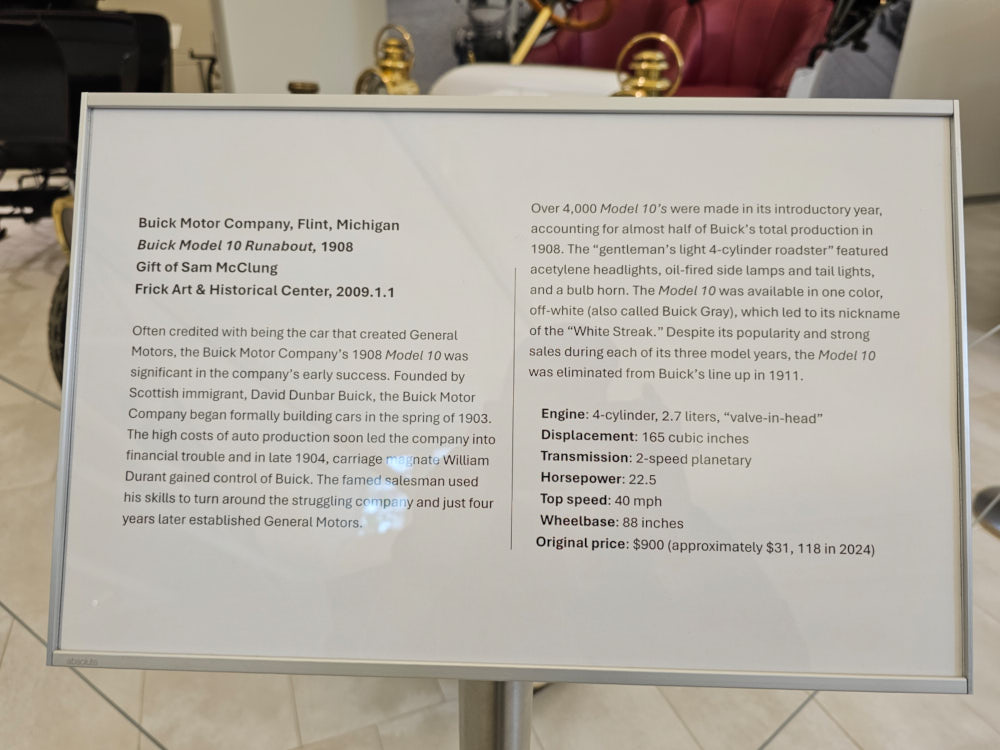 Buick Motor Company, Flint, Michigan
Buick Model 10 Runabout, 1908
Gift of Sam McClung
Frick Art & Historical Center, 2009.1.1
Often credited with being the car that created General
Motors, the Buick Motor Company's 1908 Model 10 was
significant in the company's early success. Founded by
Scottish immigrant, David Dunbar Buick, the Buick Motor
Company began formally building cars in the spring of 1903.
The high costs of auto production soon led the company into
financial trouble and in late 1904, carriage magnate William
Durant gained control of Buick. The famed salesman used
his skills to turn around the struggling company and just four
years later established General Motors.
Over 4,000 Model 10's were made in its introductory year,
accounting for almost half of Buick's total production in
1908. The “gentleman's light 4-cylinder roadster” featured
acetylene headlights, oil-fired side lamps and tail lights,
and a bulb horn. The Model 10 was available in one color,
off-white (also called Buick Gray), which led to its nickname
of the “White Streak.” Despite its popularity and strong
sales during each of its three model years, the Model 10
was eliminated from Buick's line up in 1911.
Engine: 4-cylinder, 2.7 liters, “valve-in-head”
Displacement: 165 cubic inches
Transmission: 2-speed planetary
Horsepower: 22.5
Top speed: 40 mph
Wheelbase: 88 inches
Original price: $900 (approximately $31, 118 in 2024)
absolute